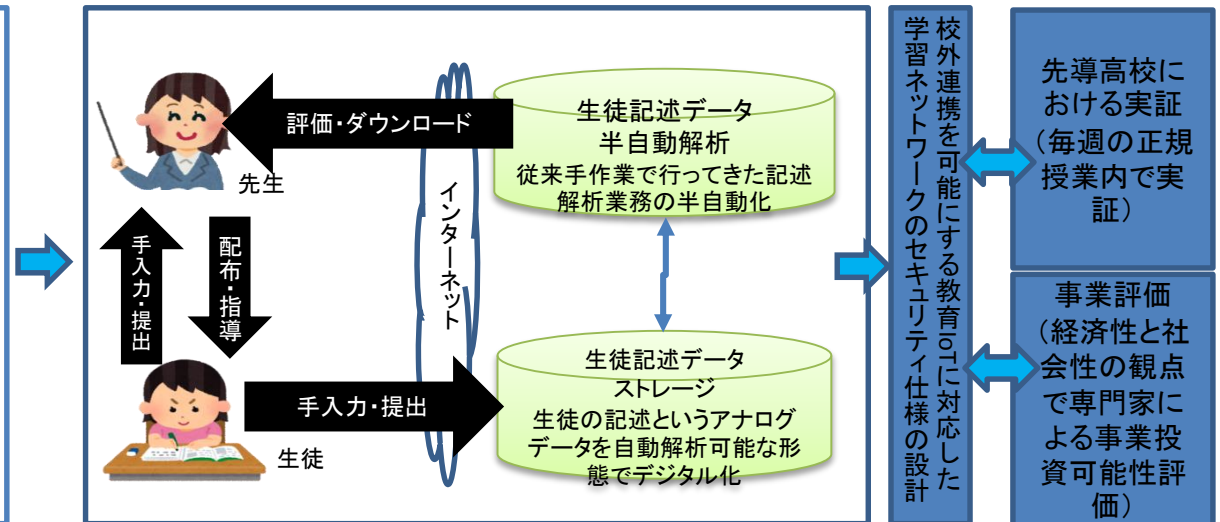 評価・ダウンロード
先生
手入力・提出
配布・指導
生徒
手入力・提出
インターネット
生徒記述データ
半自動解析
従来手作業で行ってきた記述
解析業務の半自動化
生徒記述データ
ストレージ
生徒の記述というアナログ
データを自動解析可能な形
態でデジタル化
校外連携を可能にする教育IoTに対応した
学習ネットワークのセキュリティ仕様の設計
先導高校に
おける実証
（毎週の正規
授業内で実
証）
事業評価
（経済性と社
会性の観点
で専門家に
よる事業投
資可能性評
価）